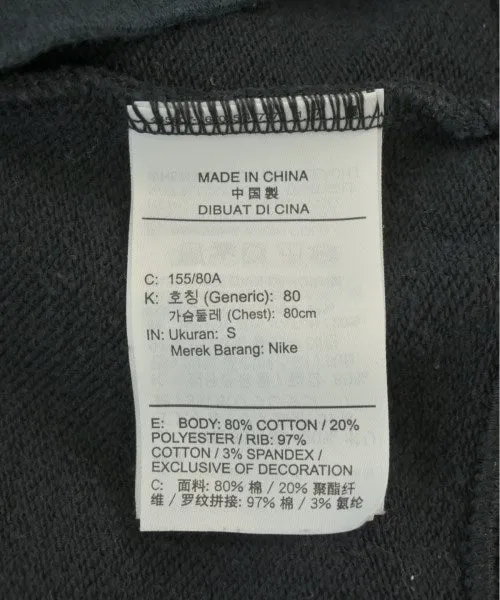 MADE IN CHINA
中国製
DIBUAT DI CINA
C: 155/80A
K: 호칭 (Generic): 80
가슴둘레 (Chest): 80cm
IN: Ukuran: S
Merek Barang: Nike
E: BODY: 80% COTTON / 20%
POLYESTER / RIB: 97%
COTTON / 3% SPANDEX /
EXCLUSIVE OF DECORATION
C: 面料: 80% 棉 / 20% 聚酯纤
维 / 罗纹拼接: 97% 棉 / 3% 氨纶